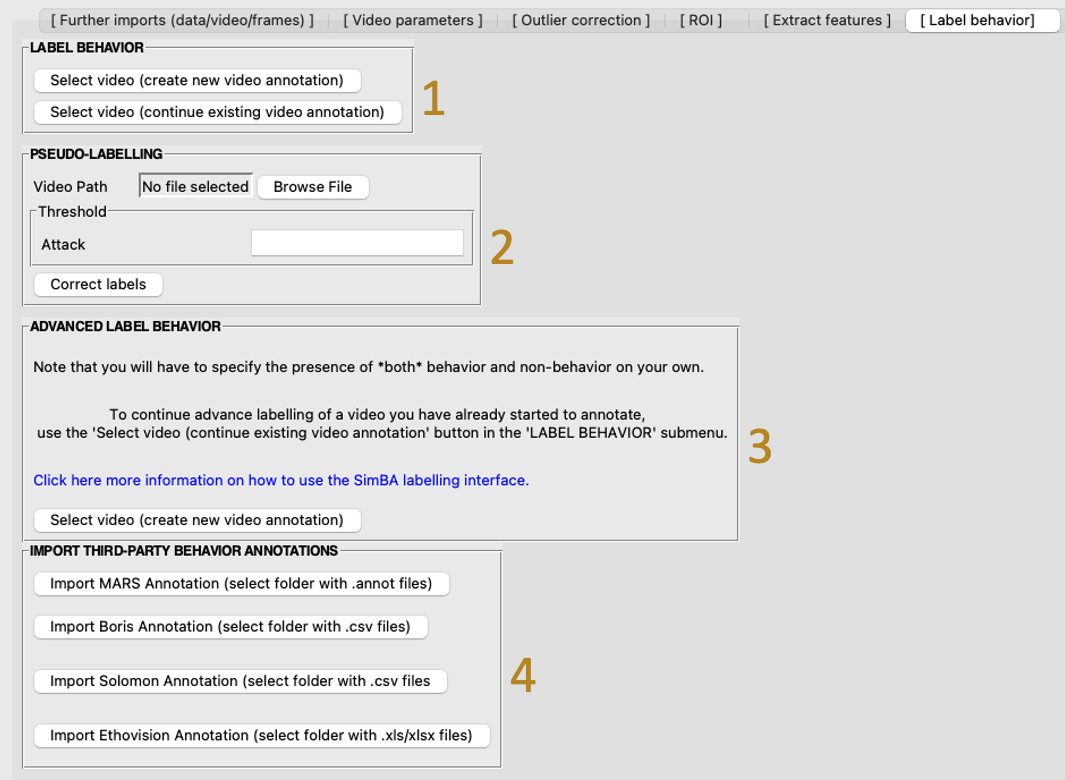 [ Further imports (data/video/frames) ] [ Video parameters ] [ Outlier correction ] [ ROI ] [ Extract features ] [ Label behavior]
LABEL BEHAVIOR
Select video (create new video annotation)
Select video (continue existing video annotation)
1
PSEUDO-LABELLING
Video Path No file selected Browse File
Threshold
Attack
2
Correct labels
ADVANCED LABEL BEHAVIOR
Note that you will have to specify the presence of *both* behavior and non-behavior on your own.
To continue advance labelling of a video you have already started to annotate,
use the 'Select video (continue existing video annotation' button in the 'LABEL BEHAVIOR' submenu.
3
Click here more information on how to use the SimBA labelling interface.
Select video (create new video annotation)
IMPORT THIRD-PARTY BEHAVIOR ANNOTATIONS
Import MARS Annotation (select folder with .annot files)
Import Boris Annotation (select folder with .csv files)
Import Solomon Annotation (select folder with .csv files
4
Import Ethovision Annotation (select folder with .xls/xlsx files)